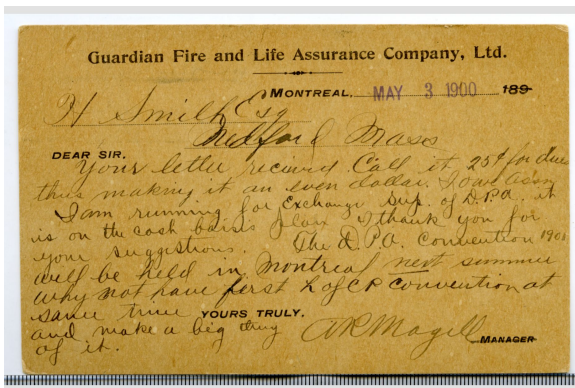 Guardian Fire and Life Assurance Company, Ltd.
MONTREAL, MAY 3 1900 189
H Smith Esq
Medford Mass
DEAR SIR,
Your letter received. Call it 25¢ for dues
thus making it an even dollar.
I am running for Exchange Sup. of D.P.A. it
is on the cash basis plan I thank you for
your suggestions. The D.P.A. Convention 1901
will be held in Montreal next summer
why not have first L of CP convention at
same time YOURS TRULY,
and make a big thing
of it. A R Magill MANAGER